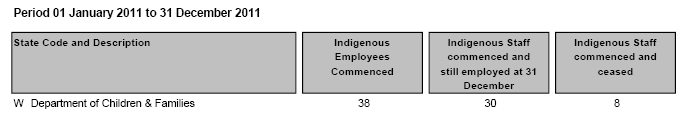 Period 01 January 2011 to 31 December 2011
State Code and Description
Indigenous
Employees
Commenced
Indigenous Staff
commenced and
still employed at 31
December
Indigenous Staff
commenced and
ceased
W Department of Children & Families 38 30 8